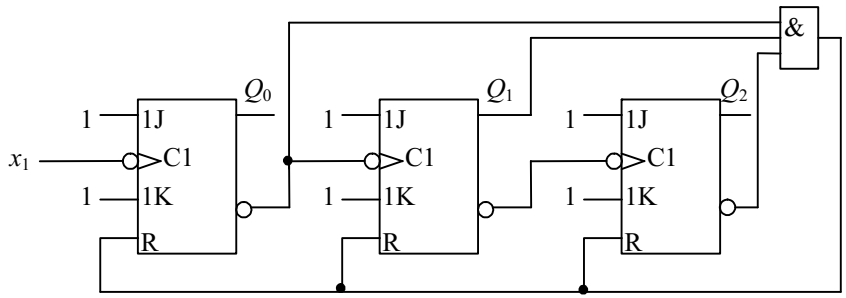 &
Q0 Q1 Q2
1 1J 1 1J 1 1J
x1 C1 C1 C1
1 1K 1 1K 1 1K
R R R